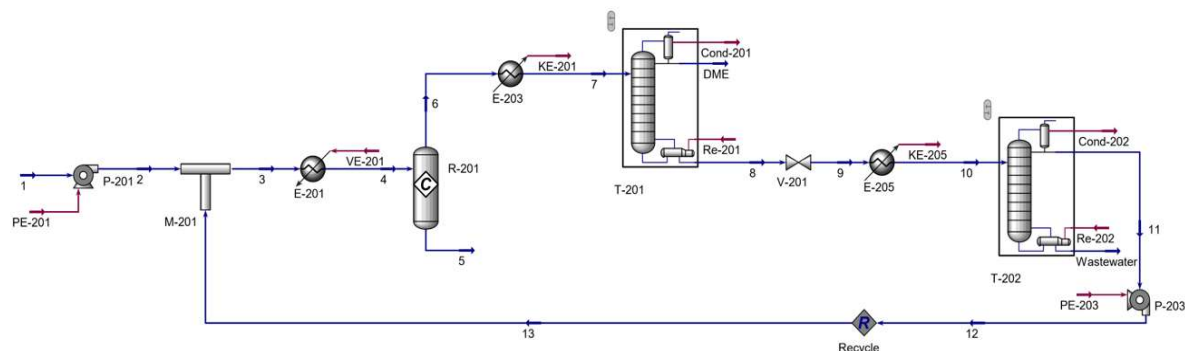 Cond-201
DME
KE-201
E-203
7
6
Re-201
T-201
Cond-202
KE-205
VE-201
R-201
C
1
P-201
2
3
E-201
4
8
V-201
9
E-205
10
PE-201
M-201
5
11
Re-202
Wastewater
T-202
PE-203
P-203
13
R
12
Recycle